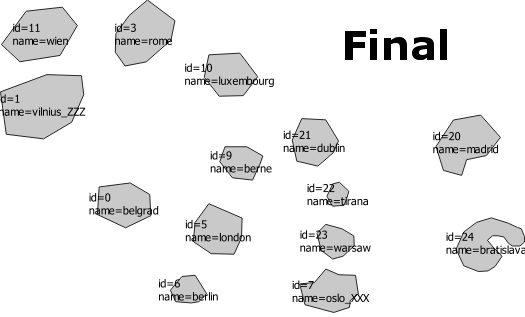 id=11
name=wien
id=3
name=rome
Final
id=10
name=luxembourg
d=1
name=vilnius_ZZZ
id=21
name=dublin
id=20
name=madrid
id=9
name=berne
id=22
name=tirana
id=0
name=belgrad
id=5
name=london
id=23
name=warsaw
id=24
name=bratislava
id=6
name=berlin
id=7
name=oslo_XXX